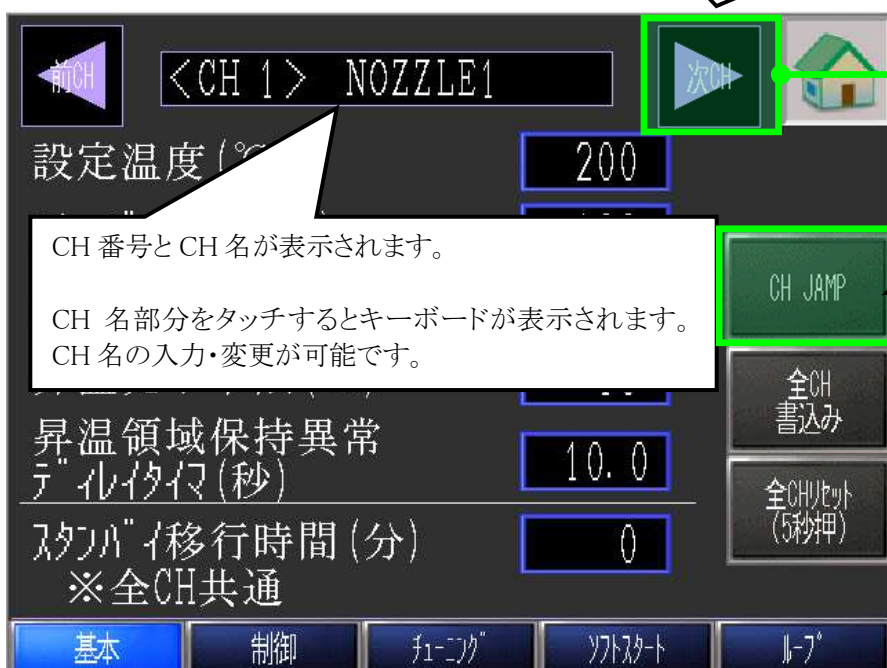 前CH
<CH 1> NOZZLE1
次CH
設定温度(℃
200
CH 番号と CH 名が表示されます。
CH 名部分をタッチするとキーボードが表示されます。
CH 名の入力・変更が可能です。
CH JAMP
全CH
書込み
昇温領域保持異常
ディレイタイマ(秒)
10.0
全CHリセット
(5秒押)
スタンバイ移行時間(分)
※全CH共通
0
基本
制御
チューニング
ソフトスタート
ループ